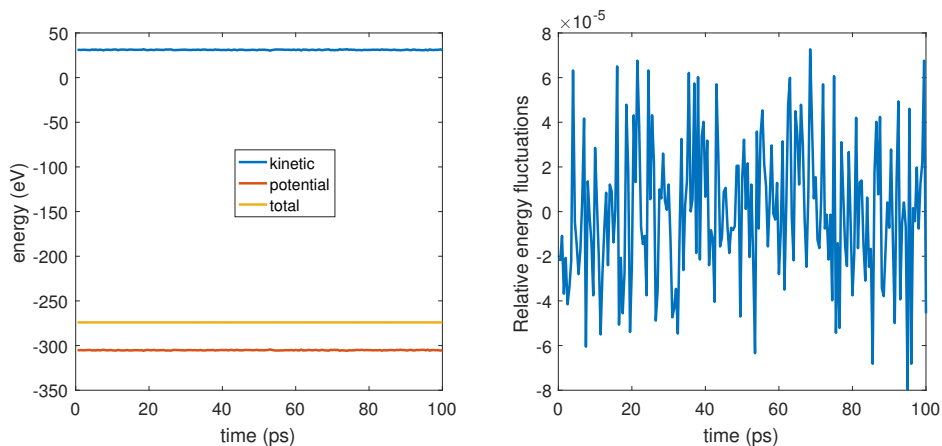 50
0
-50
-100
-150
-200
-250
-300
-350
energy (eV)
kinetic
potential
total
0 20 40 60 80 100
time (ps)
×10⁻⁵
8
6
4
2
0
-2
-4
-6
-8
Relative energy fluctuations
0 20 40 60 80 100
time (ps)